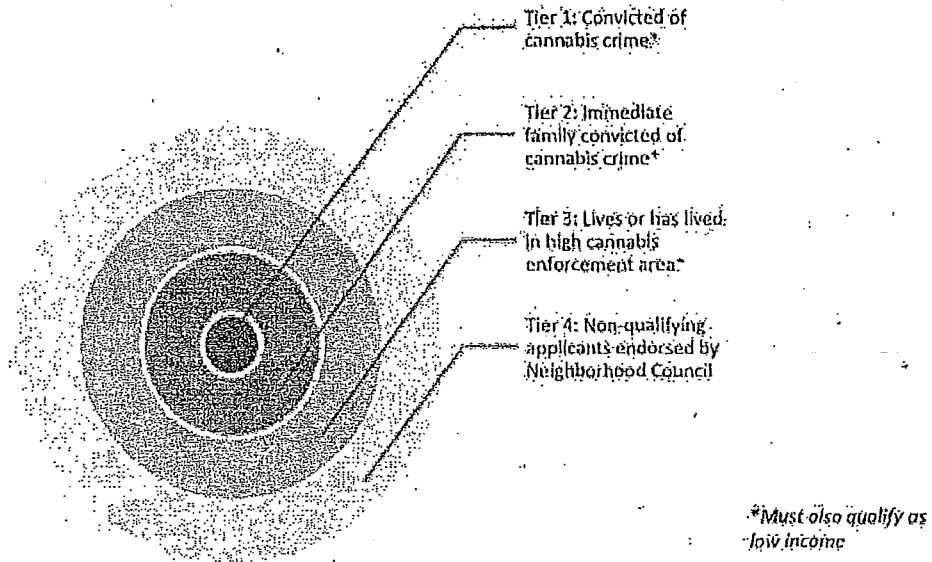 Tier 1: Convicted of
cannabis crime*
Tier 2: Immediate
family convicted of
cannabis crime*
Tier 3: Lives or has lived
in high cannabis
enforcement area*
Tier 4: Non-qualifying
applicants endorsed by
Neighborhood Council
*Must also qualify as
low income